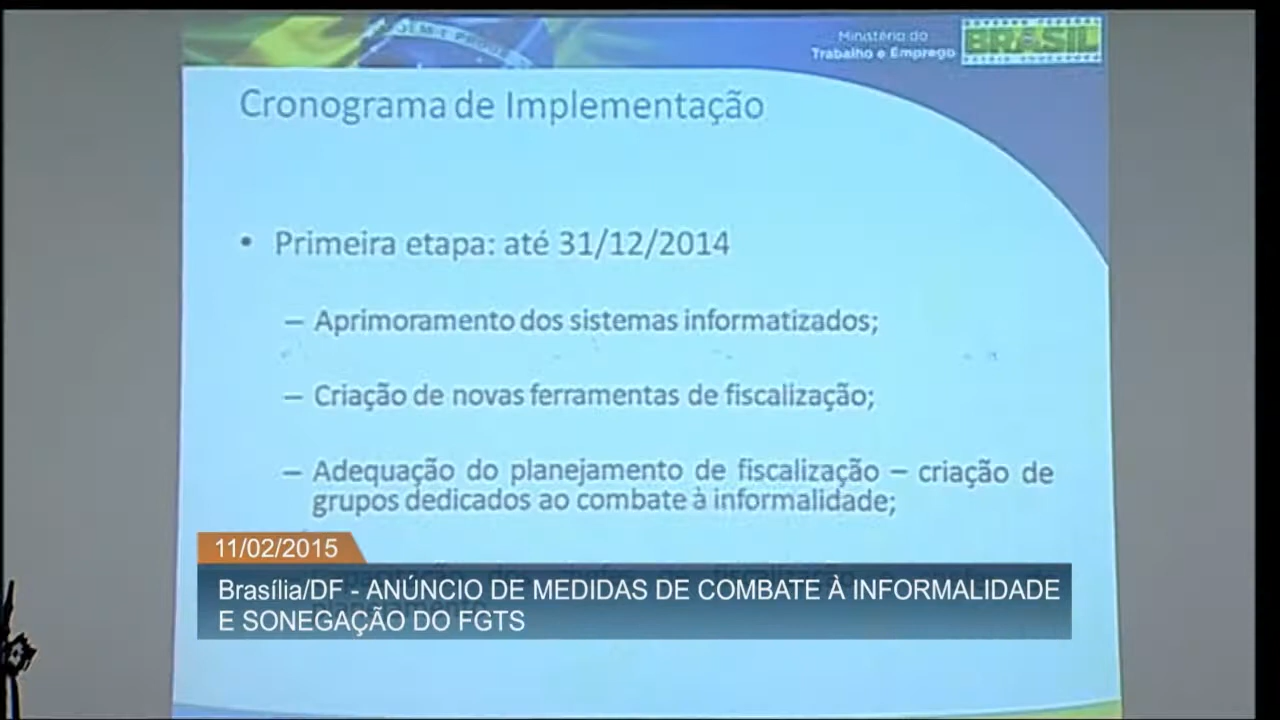 Ministério do
Trabalho e Emprego
BRASIL
Cronograma de Implementação
• Primeira etapa: até 31/12/2014
– Aprimoramento dos sistemas informatizados;
– Criação de novas ferramentas de fiscalização;
– Adequação do planejamento de fiscalização – criação de
grupos dedicados ao combate à informalidade;
11/02/2015
Brasília/DF - ANÚNCIO DE MEDIDAS DE COMBATE À INFORMALIDADE
E SONEGAÇÃO DO FGTS